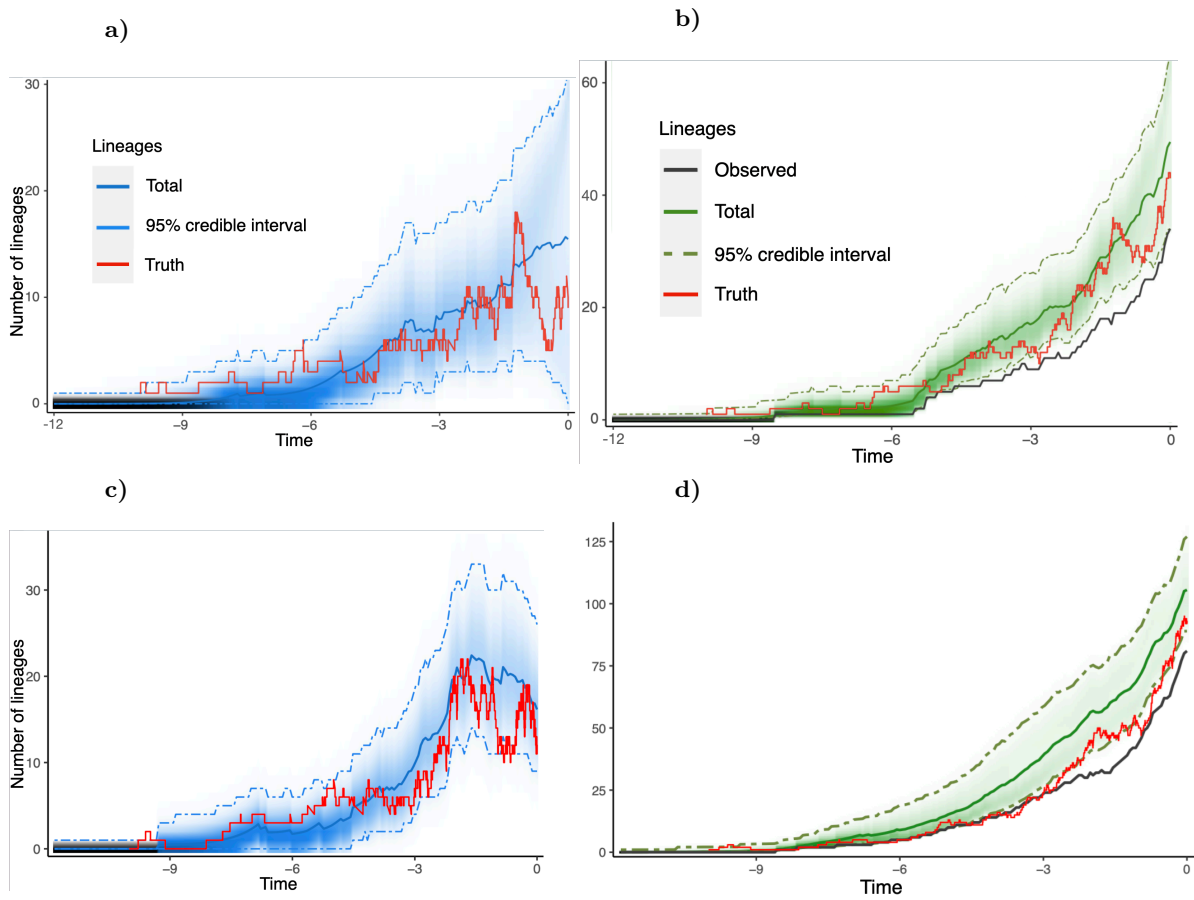 a)
30
20
10
0
Number of lineages
Lineages
Total
95% credible interval
Truth
-12
−9
−6
−3
0
Time
b)
60
40
20
0
Lineages
Observed
Total
95% credible interval
Truth
-12
−9
−6
−3
0
Time
c)
30
20
10
0
Number of lineages
−9
−6
−3
0
Time
d)
125
100
75
50
25
0
−9
−6
−3
0
Time